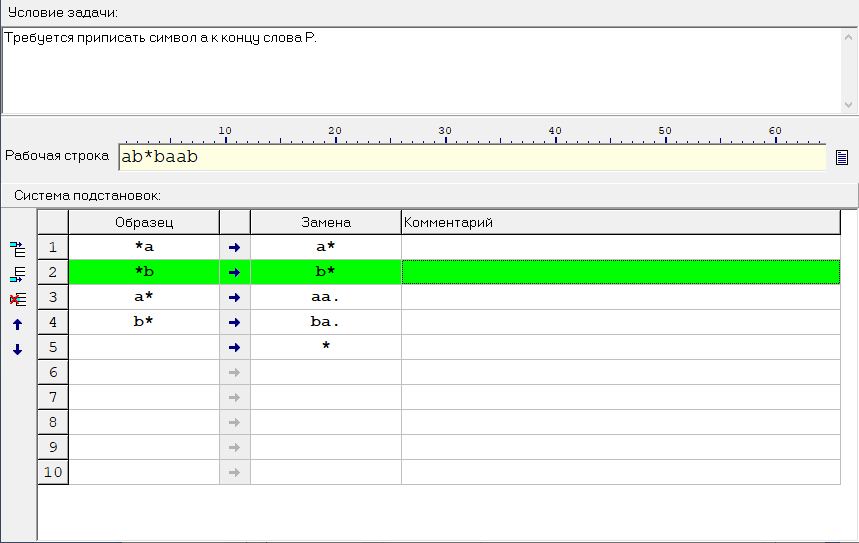 Условие задачи:
Требуется приписать символ a к концу слова P.
10 20 30 40 50 60
Рабочая строка ab*baab
Система подстановок:
Образец Замена Комментарий
1 *a → a*
2 *b → b*
3 a* → aa.
4 b* → ba.
5 → *
6 →
7 →
8 →
9 →
10 →